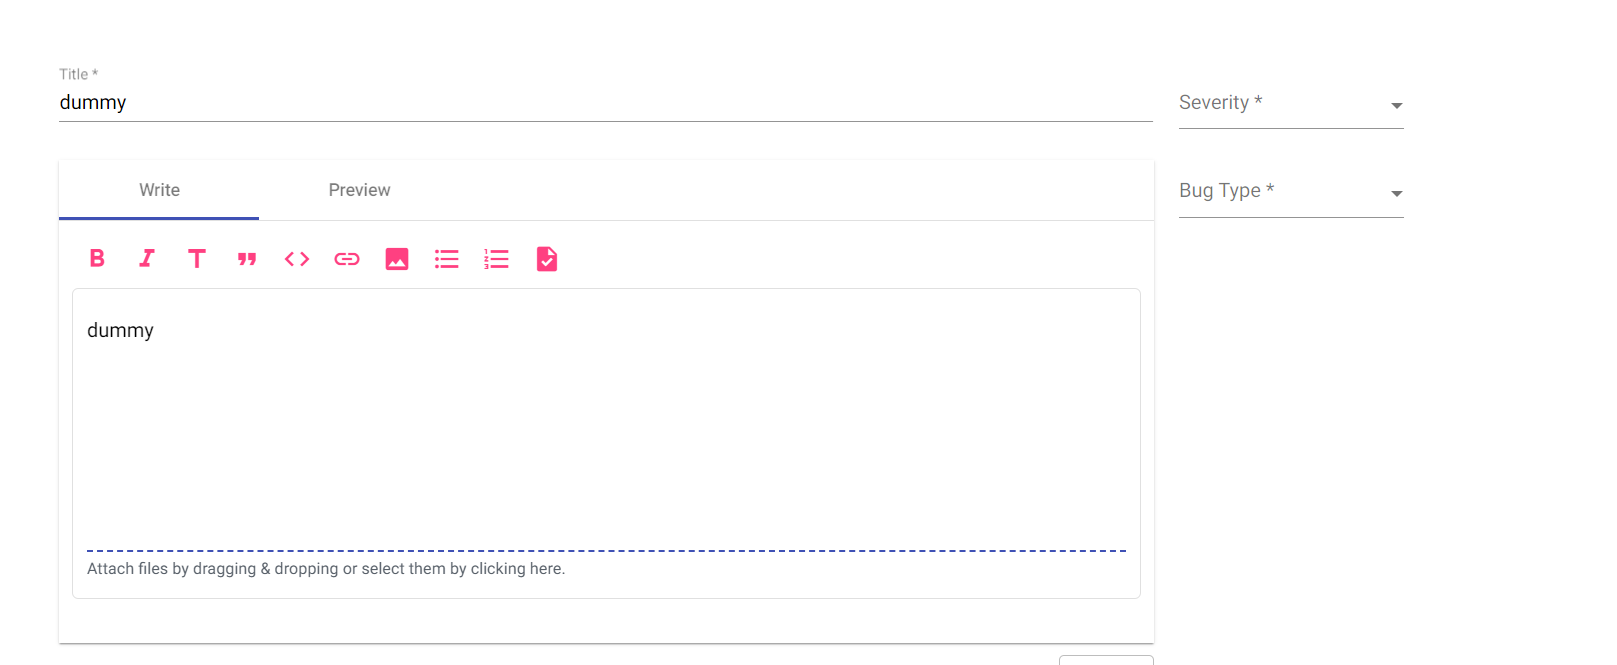 Title *
dummy
Severity *
Write Preview
Bug Type *
dummy
Attach files by dragging & dropping or select them by clicking here.